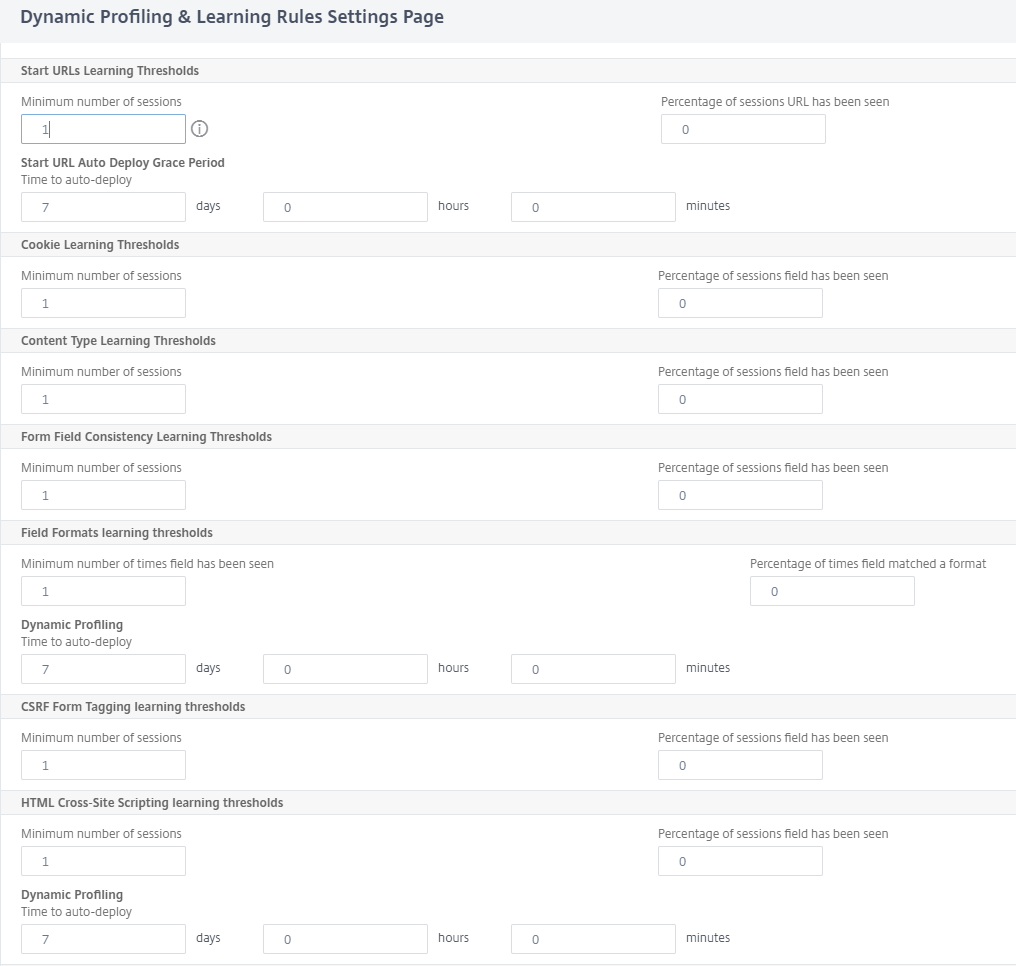 Dynamic Profiling & Learning Rules Settings Page
Start URLs Learning Thresholds
Minimum number of sessions Percentage of sessions URL has been seen
1 i 0
Start URL Auto Deploy Grace Period
Time to auto-deploy
7 days 0 hours 0 minutes
Cookie Learning Thresholds
Minimum number of sessions Percentage of sessions field has been seen
1 0
Content Type Learning Thresholds
Minimum number of sessions Percentage of sessions field has been seen
1 0
Form Field Consistency Learning Thresholds
Minimum number of sessions Percentage of sessions field has been seen
1 0
Field Formats learning thresholds
Minimum number of times field has been seen Percentage of times field matched a format
1 0
Dynamic Profiling
Time to auto-deploy
7 days 0 hours 0 minutes
CSRF Form Tagging learning thresholds
Minimum number of sessions Percentage of sessions field has been seen
1 0
HTML Cross-Site Scripting learning thresholds
Minimum number of sessions Percentage of sessions field has been seen
1 0
Dynamic Profiling
Time to auto-deploy
7 days 0 hours 0 minutes